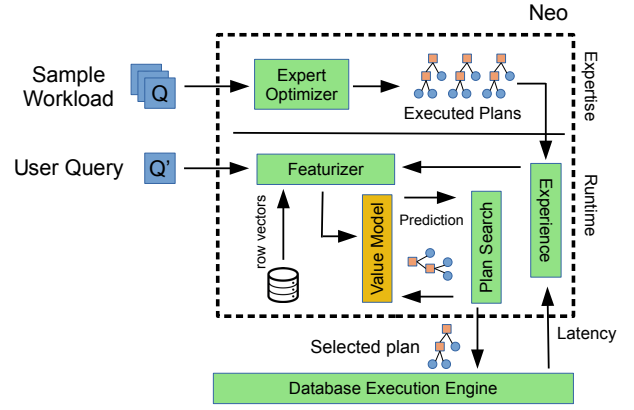 Neo
Sample
Workload
Q
Expert
Optimizer
Executed Plans
Expertise
User Query
Q'
Featurizer
Experience
Runtime
row vectors
Value Model
Prediction
Plan Search
Selected plan
Latency
Database Execution Engine